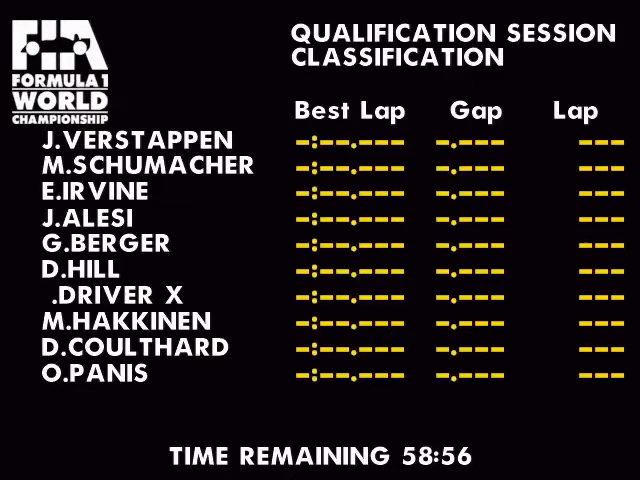 FIA
FORMULA 1
WORLD
CHAMPIONSHIP
QUALIFICATION SESSION
CLASSIFICATION
Best Lap Gap Lap
J.VERSTAPPEN -:--.--- -.--- ---
M.SCHUMACHER -:--.--- -.--- ---
E.IRVINE -:--.--- -.--- ---
J.ALESI -:--.--- -.--- ---
G.BERGER -:--.--- -.--- ---
D.HILL -:--.--- -.--- ---
.DRIVER X -:--.--- -.--- ---
M.HAKKINEN -:--.--- -.--- ---
D.COULTHARD -:--.--- -.--- ---
O.PANIS -:--.--- -.--- ---
TIME REMAINING 58:56